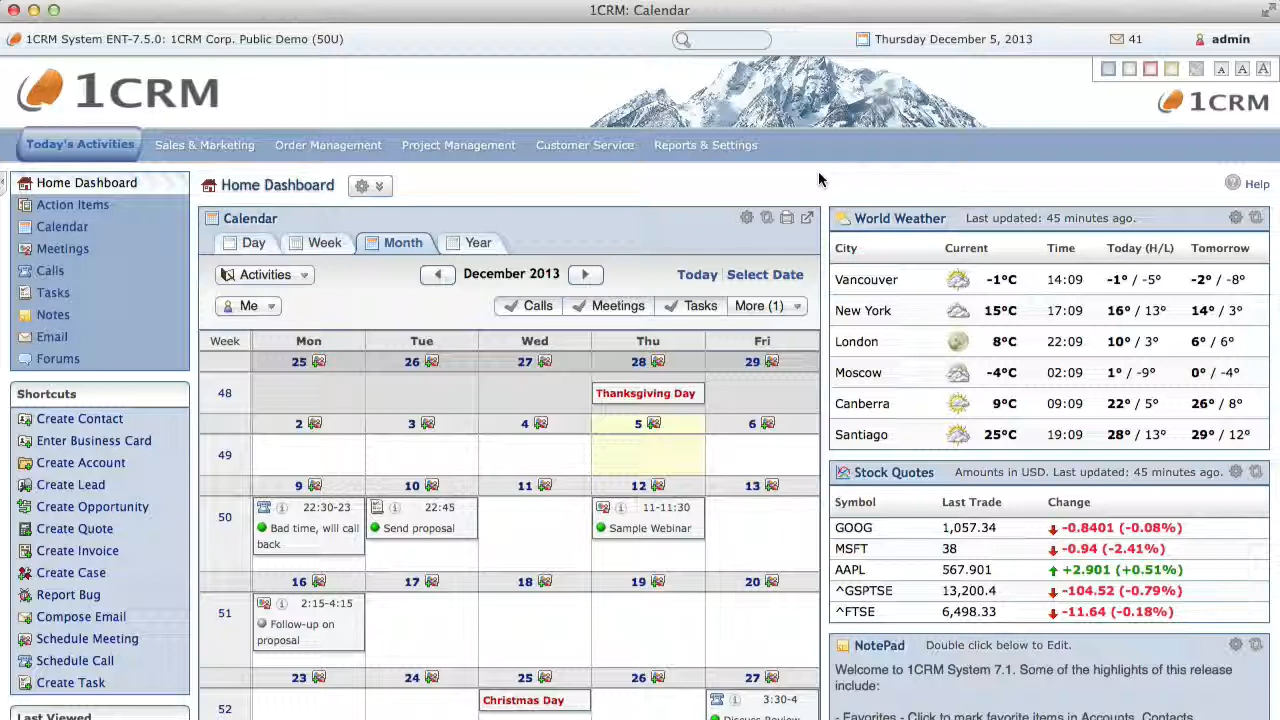 1CRM: Calendar
1CRM System ENT-7.5.0: 1CRM Corp. Public Demo (50U)
Thursday December 5, 2013
41
admin
1CRM
A A A
1CRM
Today's Activities
Sales & Marketing
Order Management
Project Management
Customer Service
Reports & Settings
Home Dashboard
Action Items
Calendar
Meetings
Calls
Tasks
Notes
Email
Forums
Shortcuts
Create Contact
Enter Business Card
Create Account
Create Lead
Create Opportunity
Create Quote
Create Invoice
Create Case
Report Bug
Compose Email
Schedule Meeting
Schedule Call
Create Task
Last Viewed
Home Dashboard
Help
Calendar
Day Week Month Year
Activities
December 2013
Today Select Date
Me
Calls Meetings Tasks More (1)
Week Mon Tue Wed Thu Fri
25 26 27 28 29
48
Thanksgiving Day
2 3 4 5 6
49
9 10 11 12 13
50
22:30-23
Bad time, will call
back
22:45
Send proposal
11-11:30
Sample Webinar
16 17 18 19 20
51
2:15-4:15
Follow-up on
proposal
23 24 25 26 27
52
Christmas Day
3:30-4
Discuss Review
World Weather Last updated: 45 minutes ago.
City Current Time Today (H/L) Tomorrow
Vancouver -1°C 14:09 -1° / -5° -2° / -8°
New York 15°C 17:09 16° / 13° 14° / 3°
London 8°C 22:09 10° / 3° 6° / 6°
Moscow -4°C 02:09 1° / -9° 0° / -4°
Canberra 9°C 09:09 22° / 5° 26° / 8°
Santiago 25°C 19:09 28° / 13° 29° / 12°
Stock Quotes Amounts in USD. Last updated: 45 minutes ago.
Symbol Last Trade Change
GOOG 1,057.34 -0.8401 (-0.08%)
MSFT 38 -0.94 (-2.41%)
AAPL 567.901 +2.901 (+0.51%)
^GSPTSE 13,200.4 -104.52 (-0.79%)
^FTSE 6,498.33 -11.64 (-0.18%)
NotePad Double click below to Edit.
Welcome to 1CRM System 7.1. Some of the highlights of this release
include:
- Favorites - Click to mark favorite items in Accounts, Contacts,